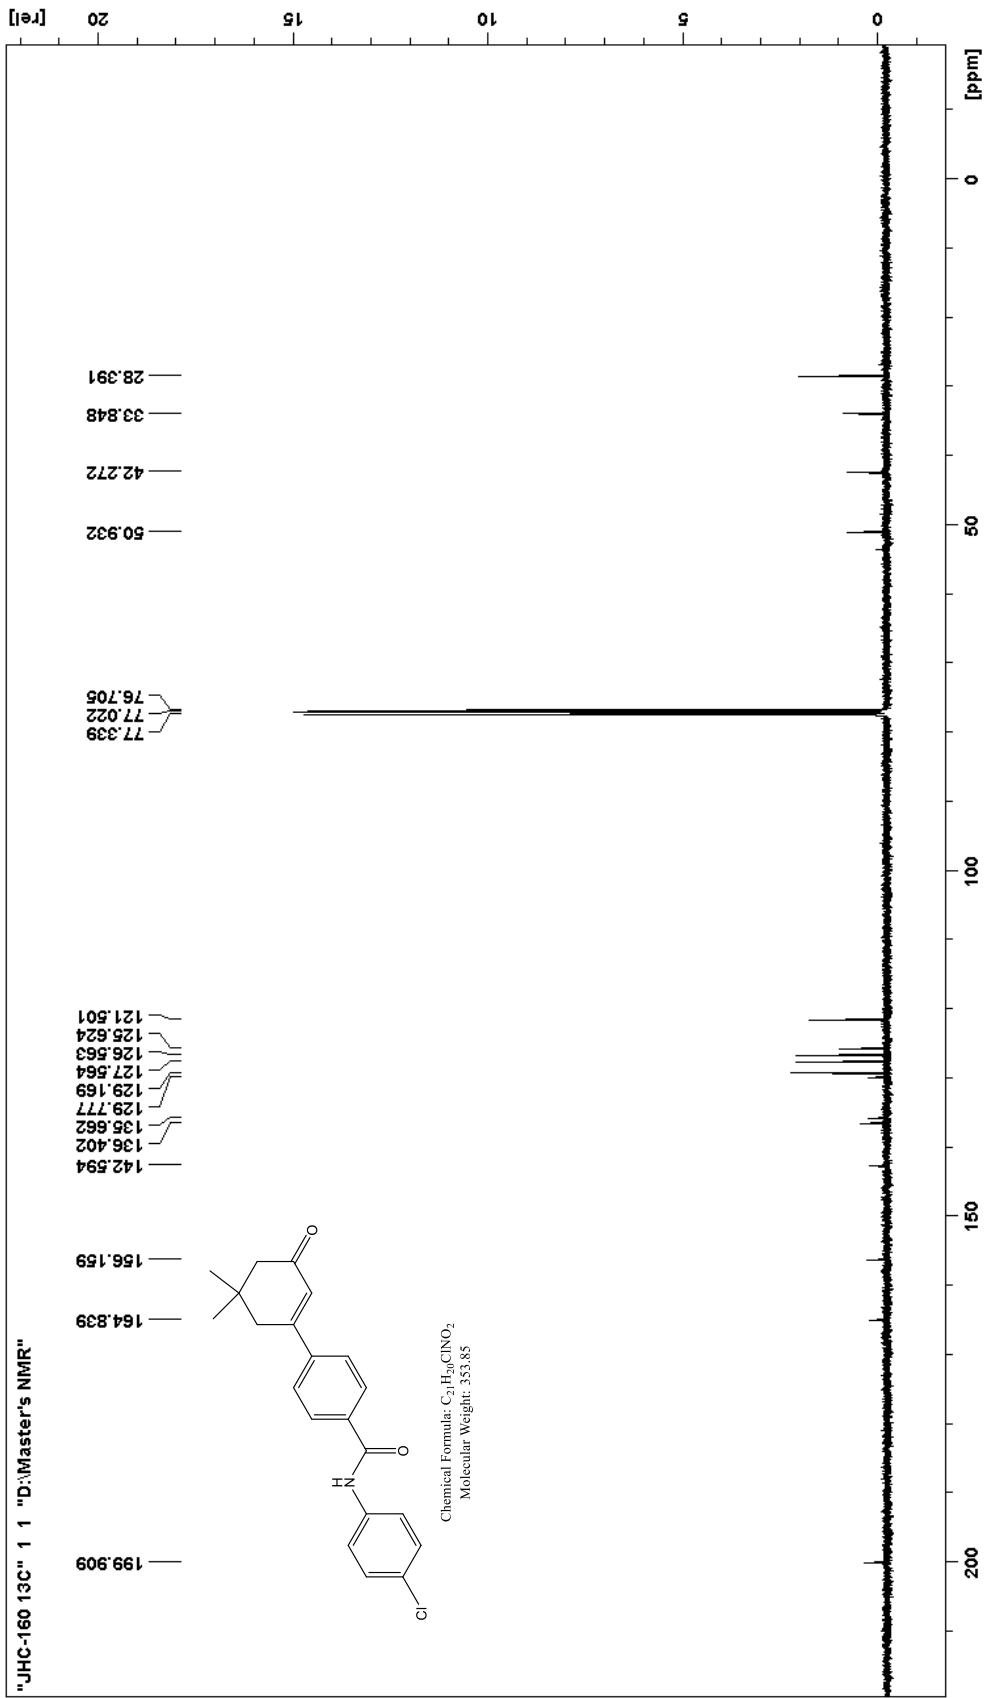 "JHC-160 13C" 1 1 "D:\Master's NMR"
199.909
164.839
156.159
142.594
136.402
135.662
129.777
129.169
127.564
126.563
125.624
121.501
77.339
77.022
76.705
50.932
42.272
33.848
28.391
[rel]
20
15
10
5
0
O
O
H
N
Cl
Chemical Formula: C₂₁H₂₀ClNO₂
Molecular Weight: 353.85
200
150
100
50
0
[ppm]